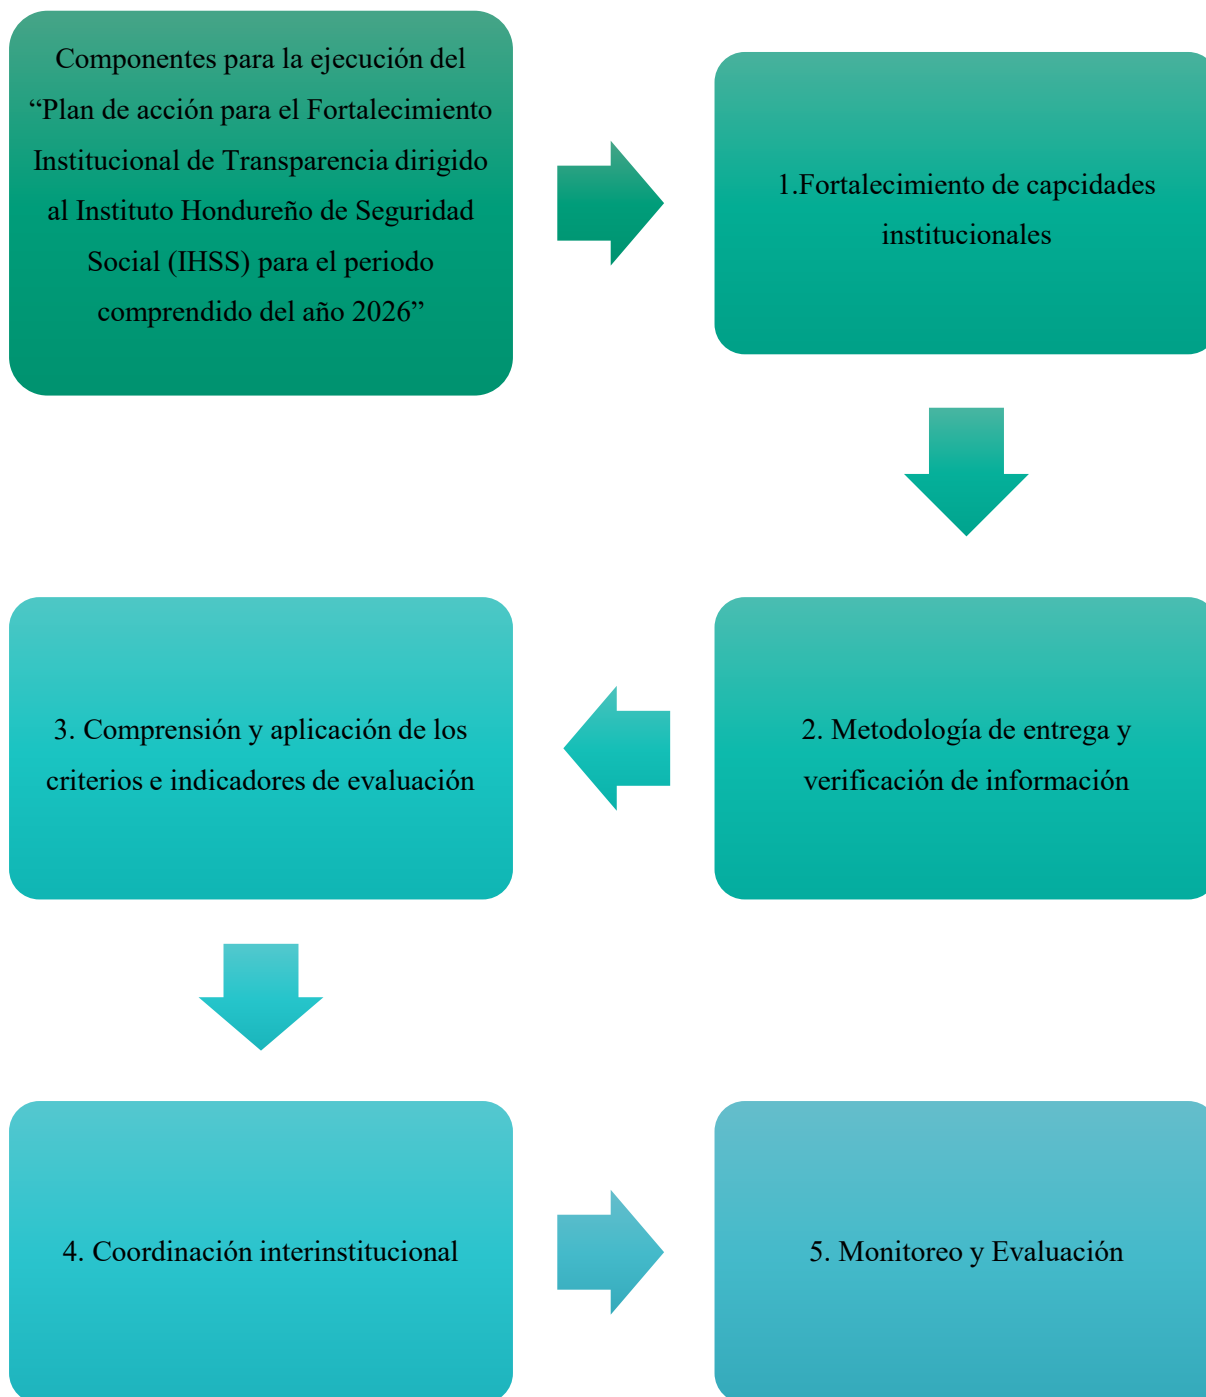 Componentes para la ejecución del
“Plan de acción para el Fortalecimiento
Institucional de Transparencia dirigido
al Instituto Hondureño de Seguridad
Social (IHSS) para el periodo
comprendido del año 2026”
1.Fortalecimiento de capcidades
institucionales
2. Metodología de entrega y
verificación de información
3. Comprensión y aplicación de los
criterios e indicadores de evaluación
4. Coordinación interinstitucional
5. Monitoreo y Evaluación